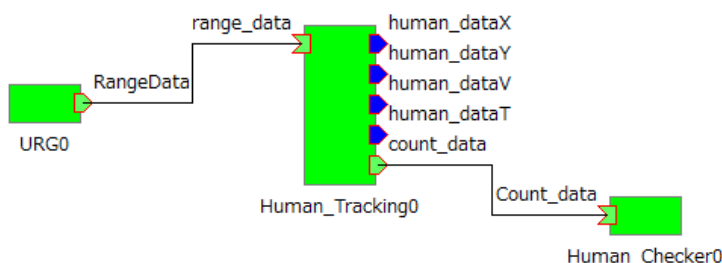 range_data
human_dataX
human_dataY
RangeData
human_dataV
human_dataT
URG0
count_data
Human_Tracking0
Count_data
Human_Checker0